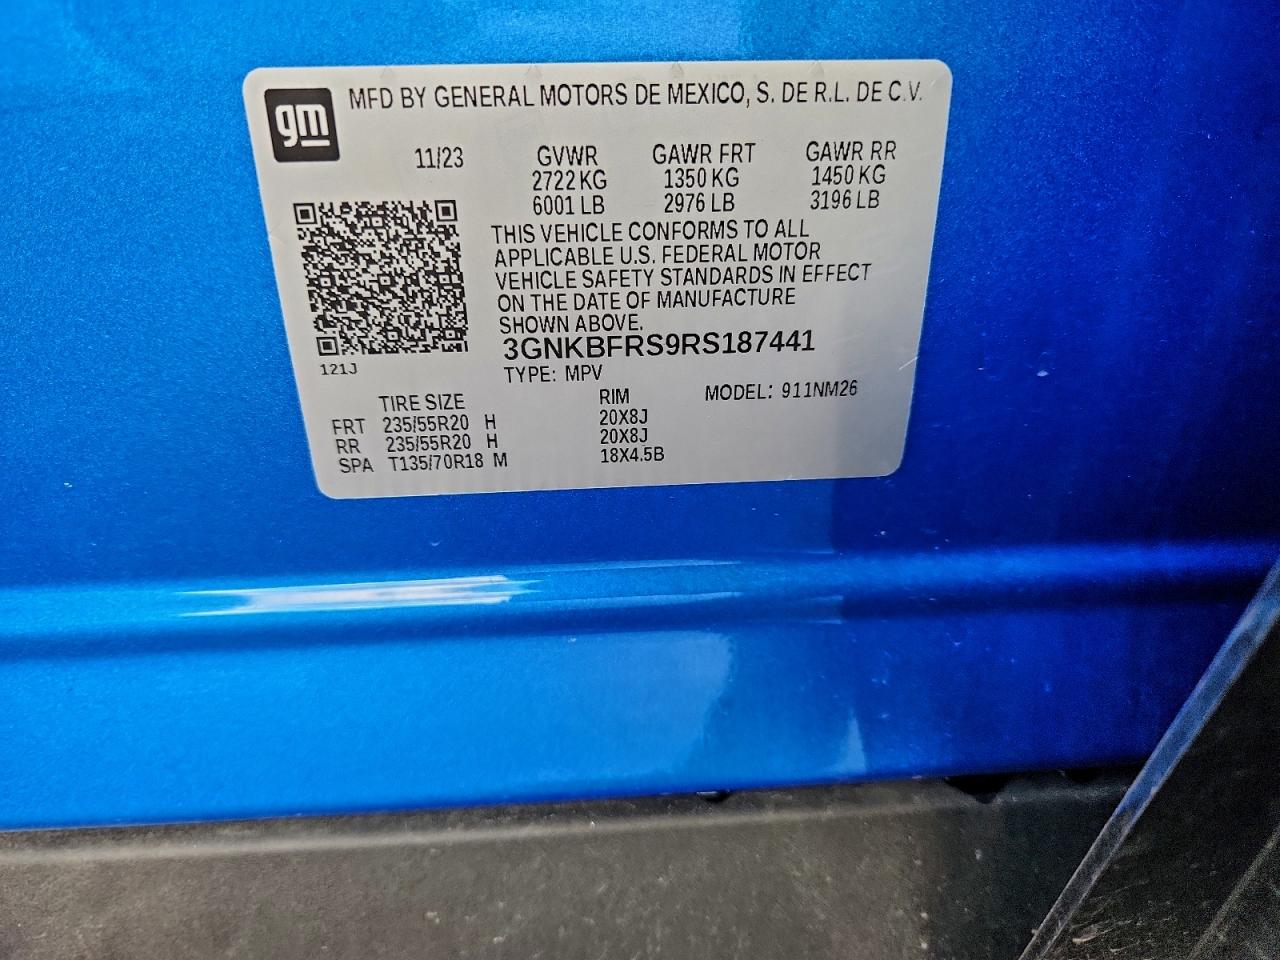 gm
MFD BY GENERAL MOTORS DE MEXICO, S. DE R.L. DE C.V.
11/23 GVWR GAWR FRT GAWR RR
2722 KG 1350 KG 1450 KG
6001 LB 2976 LB 3196 LB
THIS VEHICLE CONFORMS TO ALL
APPLICABLE U.S. FEDERAL MOTOR
VEHICLE SAFETY STANDARDS IN EFFECT
ON THE DATE OF MANUFACTURE
SHOWN ABOVE.
3GNKBFRS9RS187441
121J
TYPE: MPV
TIRE SIZE RIM MODEL: 911NM26
FRT 235/55R20 H 20X8J
RR 235/55R20 H 20X8J
SPA T135/70R18 M 18X4.5B